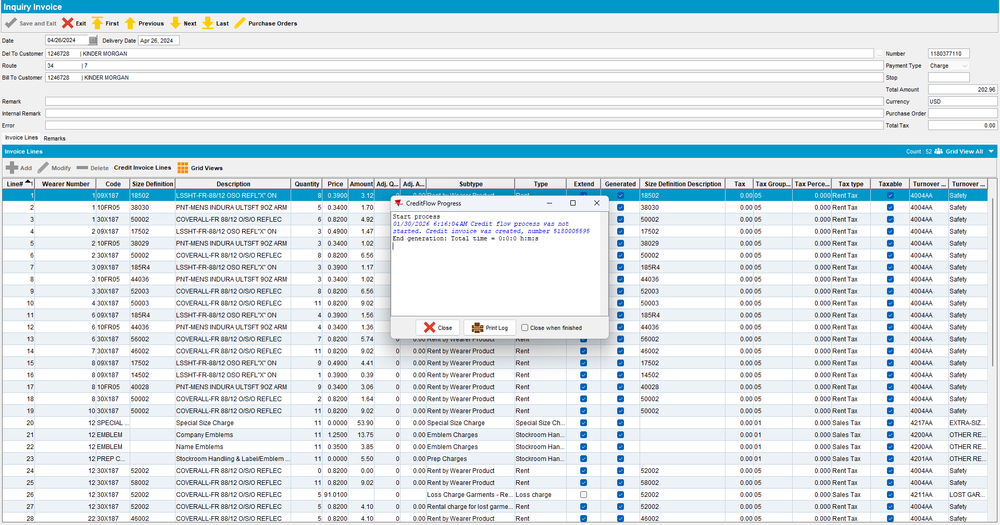 Inquiry Invoice
Save and Exit Exit First Previous Next Last Purchase Orders
Date 04/26/2024 16 Delivery Date Apr 26, 2024
Del To Customer 1246728 | KINDER MORGAN ... Number 1180377110
Route 34 | 7 Payment Type Charge
Bill To Customer 1246728 | KINDER MORGAN Stop
Total Amount 202.96
Remark Currency USD
Internal Remark Purchase Order
Error Total Tax 0.00
Invoice Lines Remarks
Invoice Lines Count : 52 Grid View All
Add Modify Delete Credit Invoice Lines Grid Views
Line# 1 Wearer Number Code Size Definition Description Quantity Price Amount Adj. Q... Adj. A... Subtype Type Extend Generated Size Definition Description Tax Tax Group... Tax Perce... Tax type Taxable Turnover ... Turnover ...
1 1 09X187 18502 LSSHT-FR-88/12 OSO REFL"X" ON 8 0.3900 3.12 0 0.00 Rent by Wearer Product Rent 18502 0.00 05 0.000 Rent Tax 4004AA Safety
2 1 10FR05 38030 PNT-MENS INDURA ULTSFT 9OZ ARM 5 0.3400 1.70 38030 0.00 05 0.000 Rent Tax 4004AA Safety
3 1 30X187 50002 COVERALL-FR 88/12 O/S/O REFLEC 6 0.8200 4.92 50002 0.00 05 0.000 Rent Tax 4004AA Safety
4 2 09X187 17502 LSSHT-FR-88/12 OSO REFL"X" ON 3 0.4900 1.47 17502 0.00 05 0.000 Rent Tax 4004AA Safety
5 2 10FR05 38029 PNT-MENS INDURA ULTSFT 9OZ ARM 3 0.3400 1.02 38029 0.00 05 0.000 Rent Tax 4004AA Safety
6 2 30X187 50002 COVERALL-FR 88/12 O/S/O REFLEC 8 0.8200 6.56 50002 0.00 05 0.000 Rent Tax 4004AA Safety
7 3 09X187 185R4 LSSHT-FR-88/12 OSO REFL"X" ON 3 0.3900 1.17 185R4 0.00 05 0.000 Rent Tax 4004AA Safety
8 3 10FR05 44036 PNT-MENS INDURA ULTSFT 9OZ ARM 3 0.3400 1.02 44036 0.00 05 0.000 Rent Tax 4004AA Safety
9 3 30X187 52003 COVERALL-FR 88/12 O/S/O REFLEC 8 0.8200 6.56 52003 0.00 05 0.000 Rent Tax 4004AA Safety
10 4 30X187 50003 COVERALL-FR 88/12 O/S/O REFLEC 11 0.8200 9.02 50003 0.00 05 0.000 Rent Tax 4004AA Safety
11 6 09X187 185R4 LSSHT-FR-88/12 OSO REFL"X" ON 4 0.3900 1.56 185R4 0.00 05 0.000 Rent Tax 4004AA Safety
12 6 10FR05 44036 PNT-MENS INDURA ULTSFT 9OZ ARM 4 0.3400 1.36 44036 0.00 05 0.000 Rent Tax 4004AA Safety
13 6 30X187 56002 COVERALL-FR 88/12 O/S/O REFLEC 7 0.8200 5.74 0 0.00 Rent by Wearer Product Rent 56002 0.00 05 0.000 Rent Tax 4004AA Safety
14 7 30X187 46002 COVERALL-FR 88/12 O/S/O REFLEC 11 0.8200 9.02 0 0.00 Rent by Wearer Product Rent 46002 0.00 05 0.000 Rent Tax 4004AA Safety
15 8 09X187 17502 LSSHT-FR-88/12 OSO REFL"X" ON 9 0.4900 4.41 0 0.00 Rent by Wearer Product Rent 17502 0.00 05 0.000 Rent Tax 4004AA Safety
16 8 09X187 14502 LSSHT-FR-88/12 OSO REFL"X" ON 1 0.3900 0.39 0 0.00 Rent by Wearer Product Rent 14502 0.00 05 0.000 Rent Tax 4004AA Safety
17 8 10FR05 40028 PNT-MENS INDURA ULTSFT 9OZ ARM 9 0.3400 3.06 0 0.00 Rent by Wearer Product Rent 40028 0.00 05 0.000 Rent Tax 4004AA Safety
18 8 30X187 50002 COVERALL-FR 88/12 O/S/O REFLEC 2 0.8200 1.64 0 0.00 Rent by Wearer Product Rent 50002 0.00 05 0.000 Rent Tax 4004AA Safety
19 10 30X187 50002 COVERALL-FR 88/12 O/S/O REFLEC 11 0.8200 9.02 0 0.00 Rent by Wearer Product Rent 50002 0.00 05 0.000 Rent Tax 4004AA Safety
20 12 SPECIAL ... Special Size Charge 11 0.0000 53.90 0 0.00 Special Size Charge Special Size Ch... 0.00 01 0.000 Sales Tax 4217AA EXTRA-SIZ...
21 12 EMBLEM Company Emblems 11 1.2500 13.75 0 0.00 Emblem Charges Stockroom Han... 0.00 01 0.000 Sales Tax 4200AA OTHER RE...
22 12 EMBLEM Name Emblems 11 0.3500 3.85 0 0.00 Emblem Charges Stockroom Han... 0.00 01 0.000 Sales Tax 4200AA OTHER RE...
23 12 PREP C... Stockroom Handling & Label/Emblem ... 11 0.0000 5.50 0 0.00 Prep Charges Stockroom Han... 0.00 01 0.000 Sales Tax 4201AA OTHER RE...
24 12 30X187 52002 COVERALL-FR 88/12 O/S/O REFLEC 0 0.8200 0.00 0 0.00 Rent by Wearer Product Rent 52002 0.00 05 0.000 Rent Tax 4004AA Safety
25 12 30X187 58002 COVERALL-FR 88/12 O/S/O REFLEC 11 0.8200 9.02 0 0.00 Rent by Wearer Product Rent 58002 0.00 05 0.000 Rent Tax 4004AA Safety
26 12 30X187 52002 COVERALL-FR 88/12 O/S/O REFLEC 5 91.0100 0 Loss Charge Garments - Re... Loss charge 52002 0.00 05 0.000 Sales Tax 4211AA LOST GAR...
27 12 30X187 52002 COVERALL-FR 88/12 O/S/O REFLEC 5 0.8200 4.10 0 0.00 Rental charge for lost garme... Rent 52002 0.00 05 0.000 Rent Tax 4004AA Safety
28 22 30X187 46002 COVERALL-FR 88/12 O/S/O REFLEC 5 0.8200 4.10 0 0.00 Rent by Wearer Product Rent 46002 0.00 05 0.000 Rent Tax 4004AA Safety
CreditFlow Progress
Start process
01/30/2026 6:16:04 AM Credit flow process was not
started. Credit invoice was created, number 5180005595
End generation: Total time = 0:0:0 h:m:s
Close Print Log Close when finished